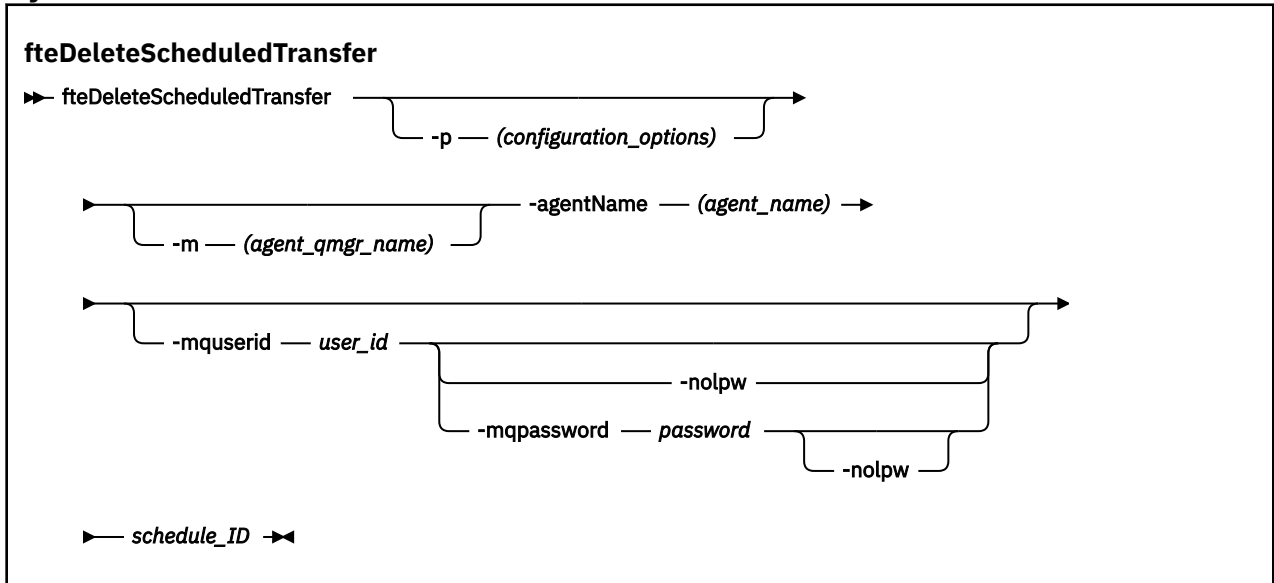 fteDeleteScheduledTransfer
fteDeleteScheduledTransfer
-p (configuration_options)
-agentName (agent_name)
-m (agent_qmgr_name)
-mquserid user_id
-nolpw
-mqpassword password
-nolpw
schedule_ID